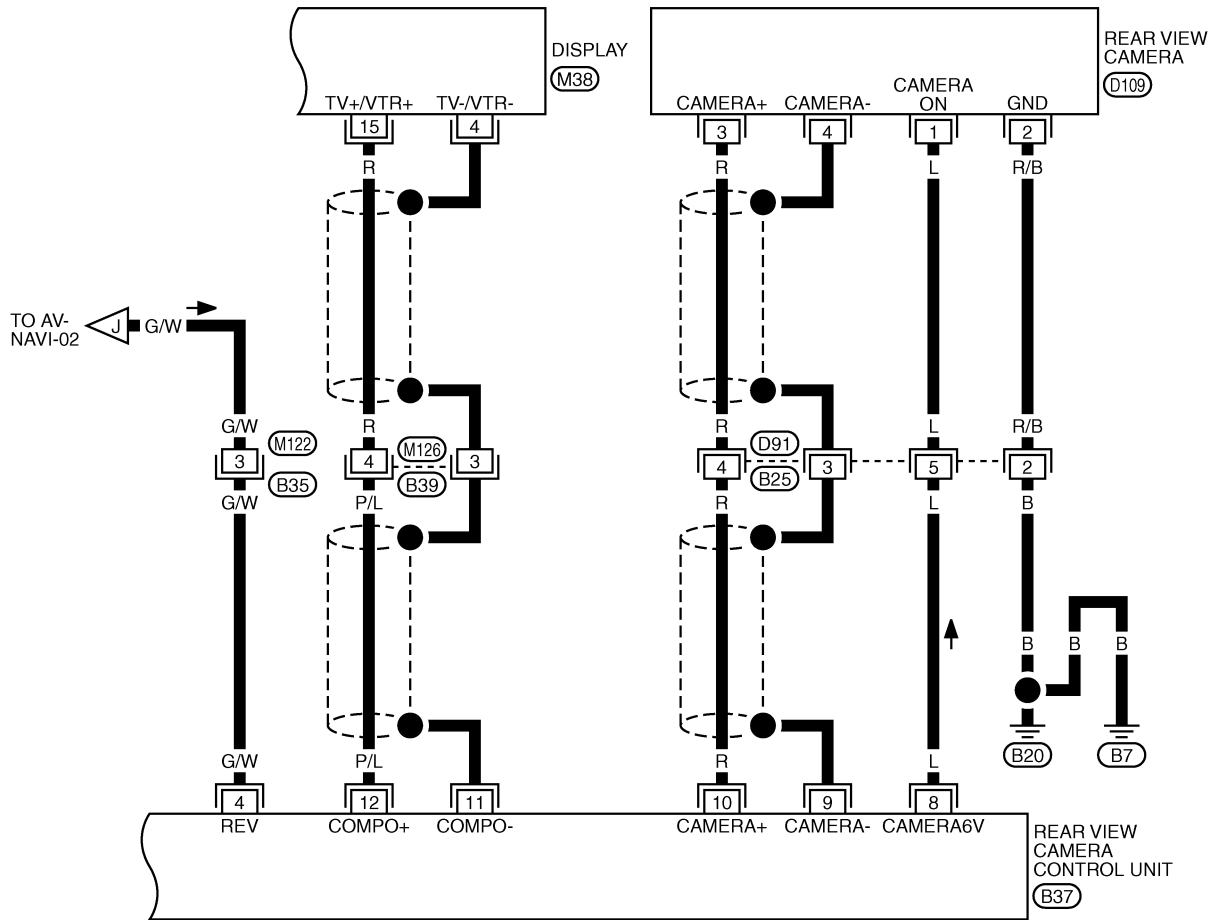 DISPLAY
M38
TV+/VTR+ TV-/VTR-
15 4
R
REAR VIEW
CAMERA
D109
CAMERA+ CAMERA- CAMERA
ON GND
3 4 1 2
R L R/B
TO AV-
NAVI-02
J G/W
G/W R R L R/B
M122 M126 D91
3 4 3 4 3 5 2
B35 B39 B25
G/W P/L R L B
B B B
B20 B7
G/W P/L R L
4 12 11 10 9 8
REV COMPO+ COMPO- CAMERA+ CAMERA- CAMERA6V
REAR VIEW
CAMERA
CONTROL UNIT
B37